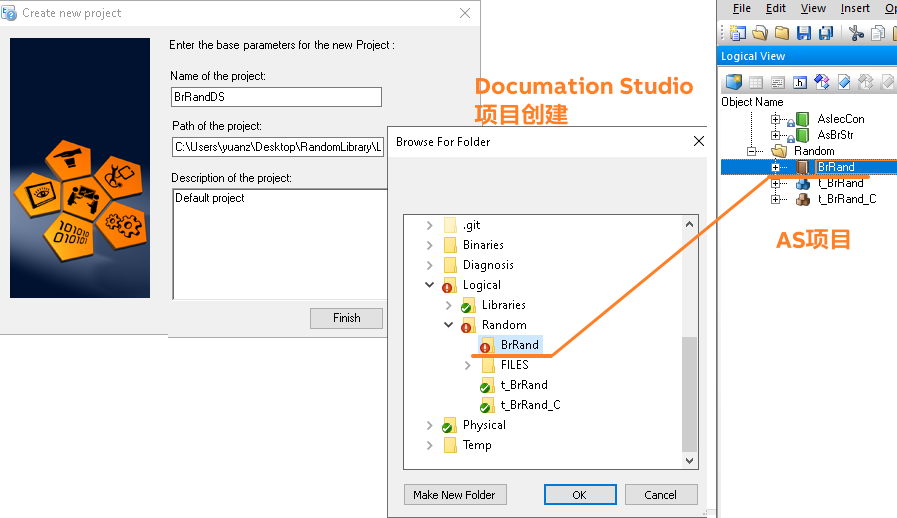 Create new project
Enter the base parameters for the new Project :
Name of the project:
BrRandDS
Path of the project:
C:\Users\yuanz\Desktop\RandomLibrary\L
Description of the project:
Default project
Finish
101010
010101
Documation Studio
项目创建
Browse For Folder
.git
Binaries
Diagnosis
Logical
Libraries
Random
BrRand
FILES
t_BrRand
t_BrRand_C
Physical
Temp
Make New Folder
OK
Cancel
File Edit View Insert Op
Logical View
Object Name
AsIecCon
AsBrStr
Random
BrRand
t_BrRand
t_BrRand_C
AS项目